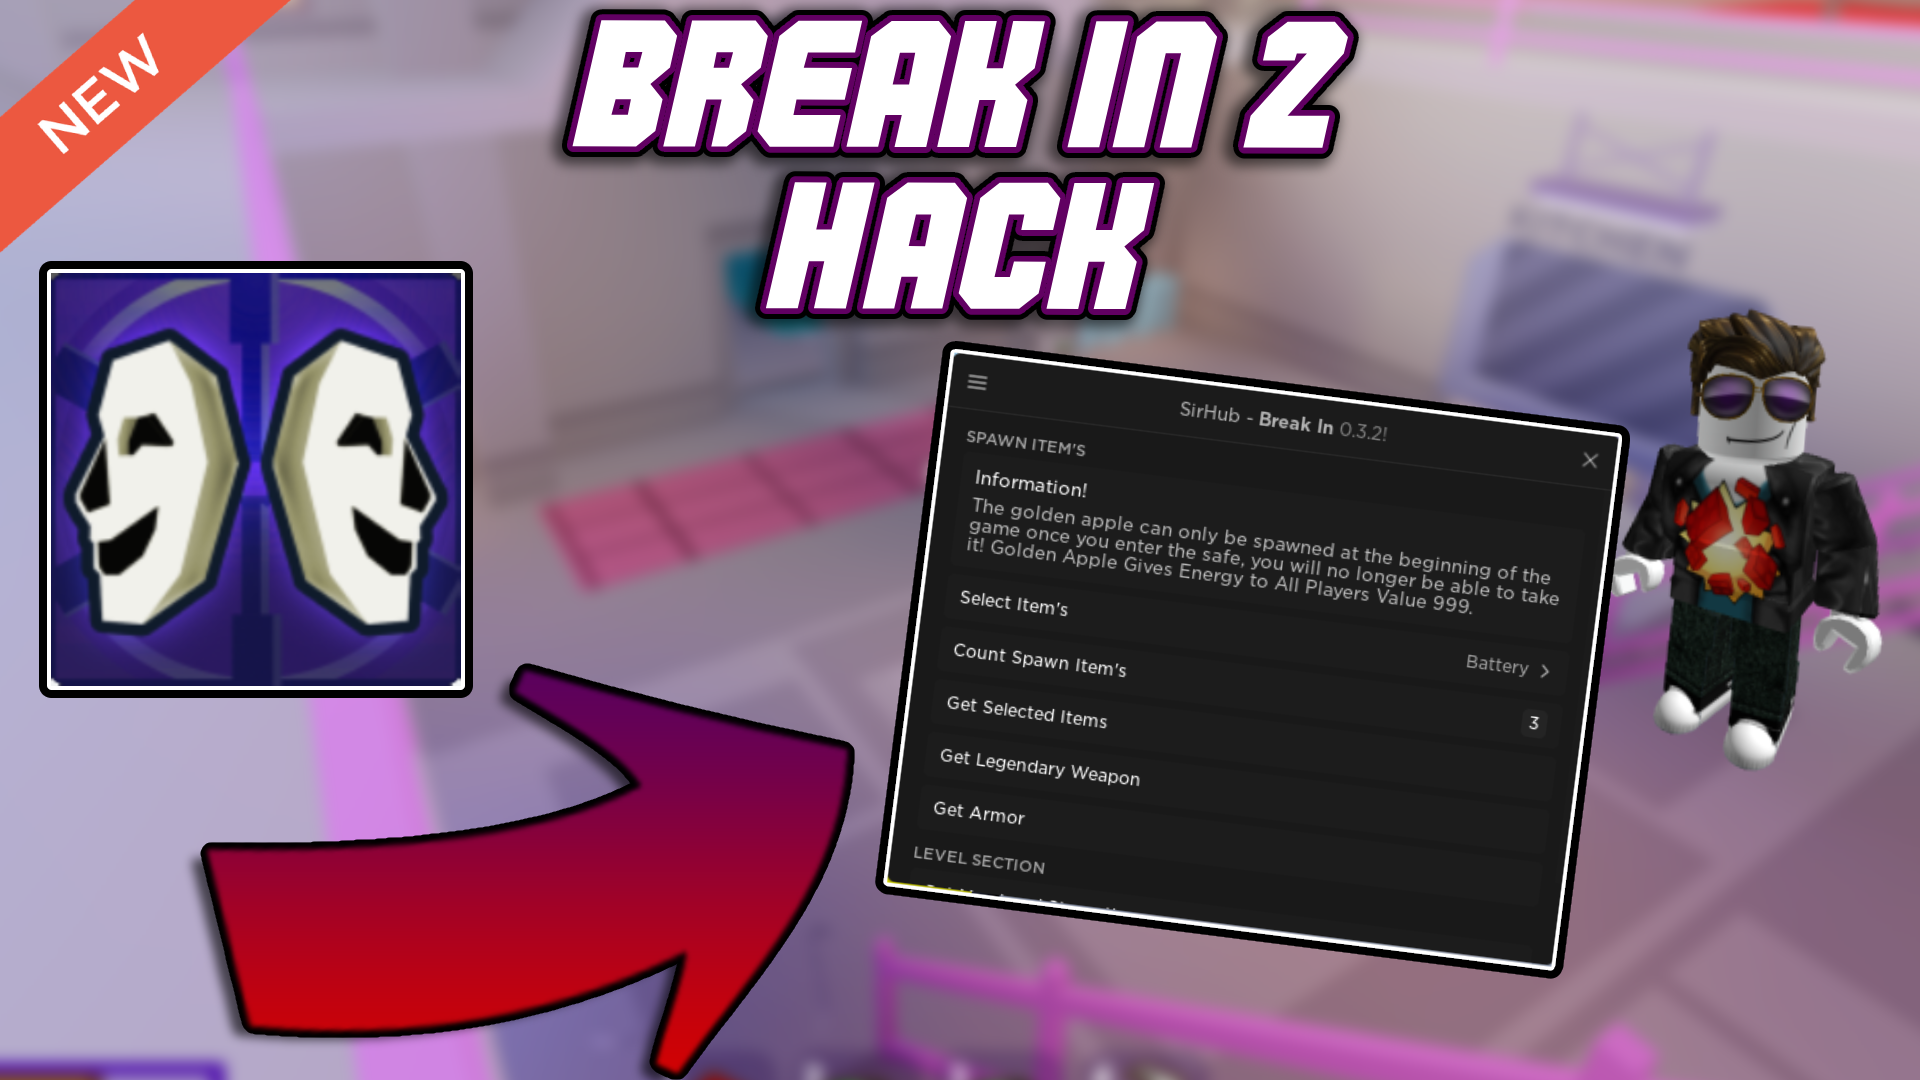 NEW
BREAK IN 2
HACK
SirHub - Break In 0.3.2!
SPAWN ITEM'S
Information!
The golden apple can only be spawned at the beginning of the
game once you enter the safe, you will no longer be able to take
it! Golden Apple Gives Energy to All Players Value 999.
Select Item's
Battery
Count Spawn Item's
3
Get Selected Items
Get Legendary Weapon
Get Armor
LEVEL SECTION